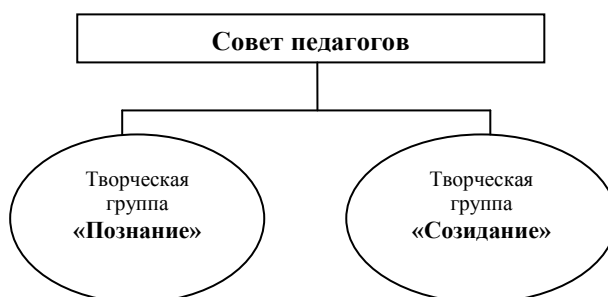 Совет педагогов
Творческая
группа
«Познание»
Творческая
группа
«Созидание»